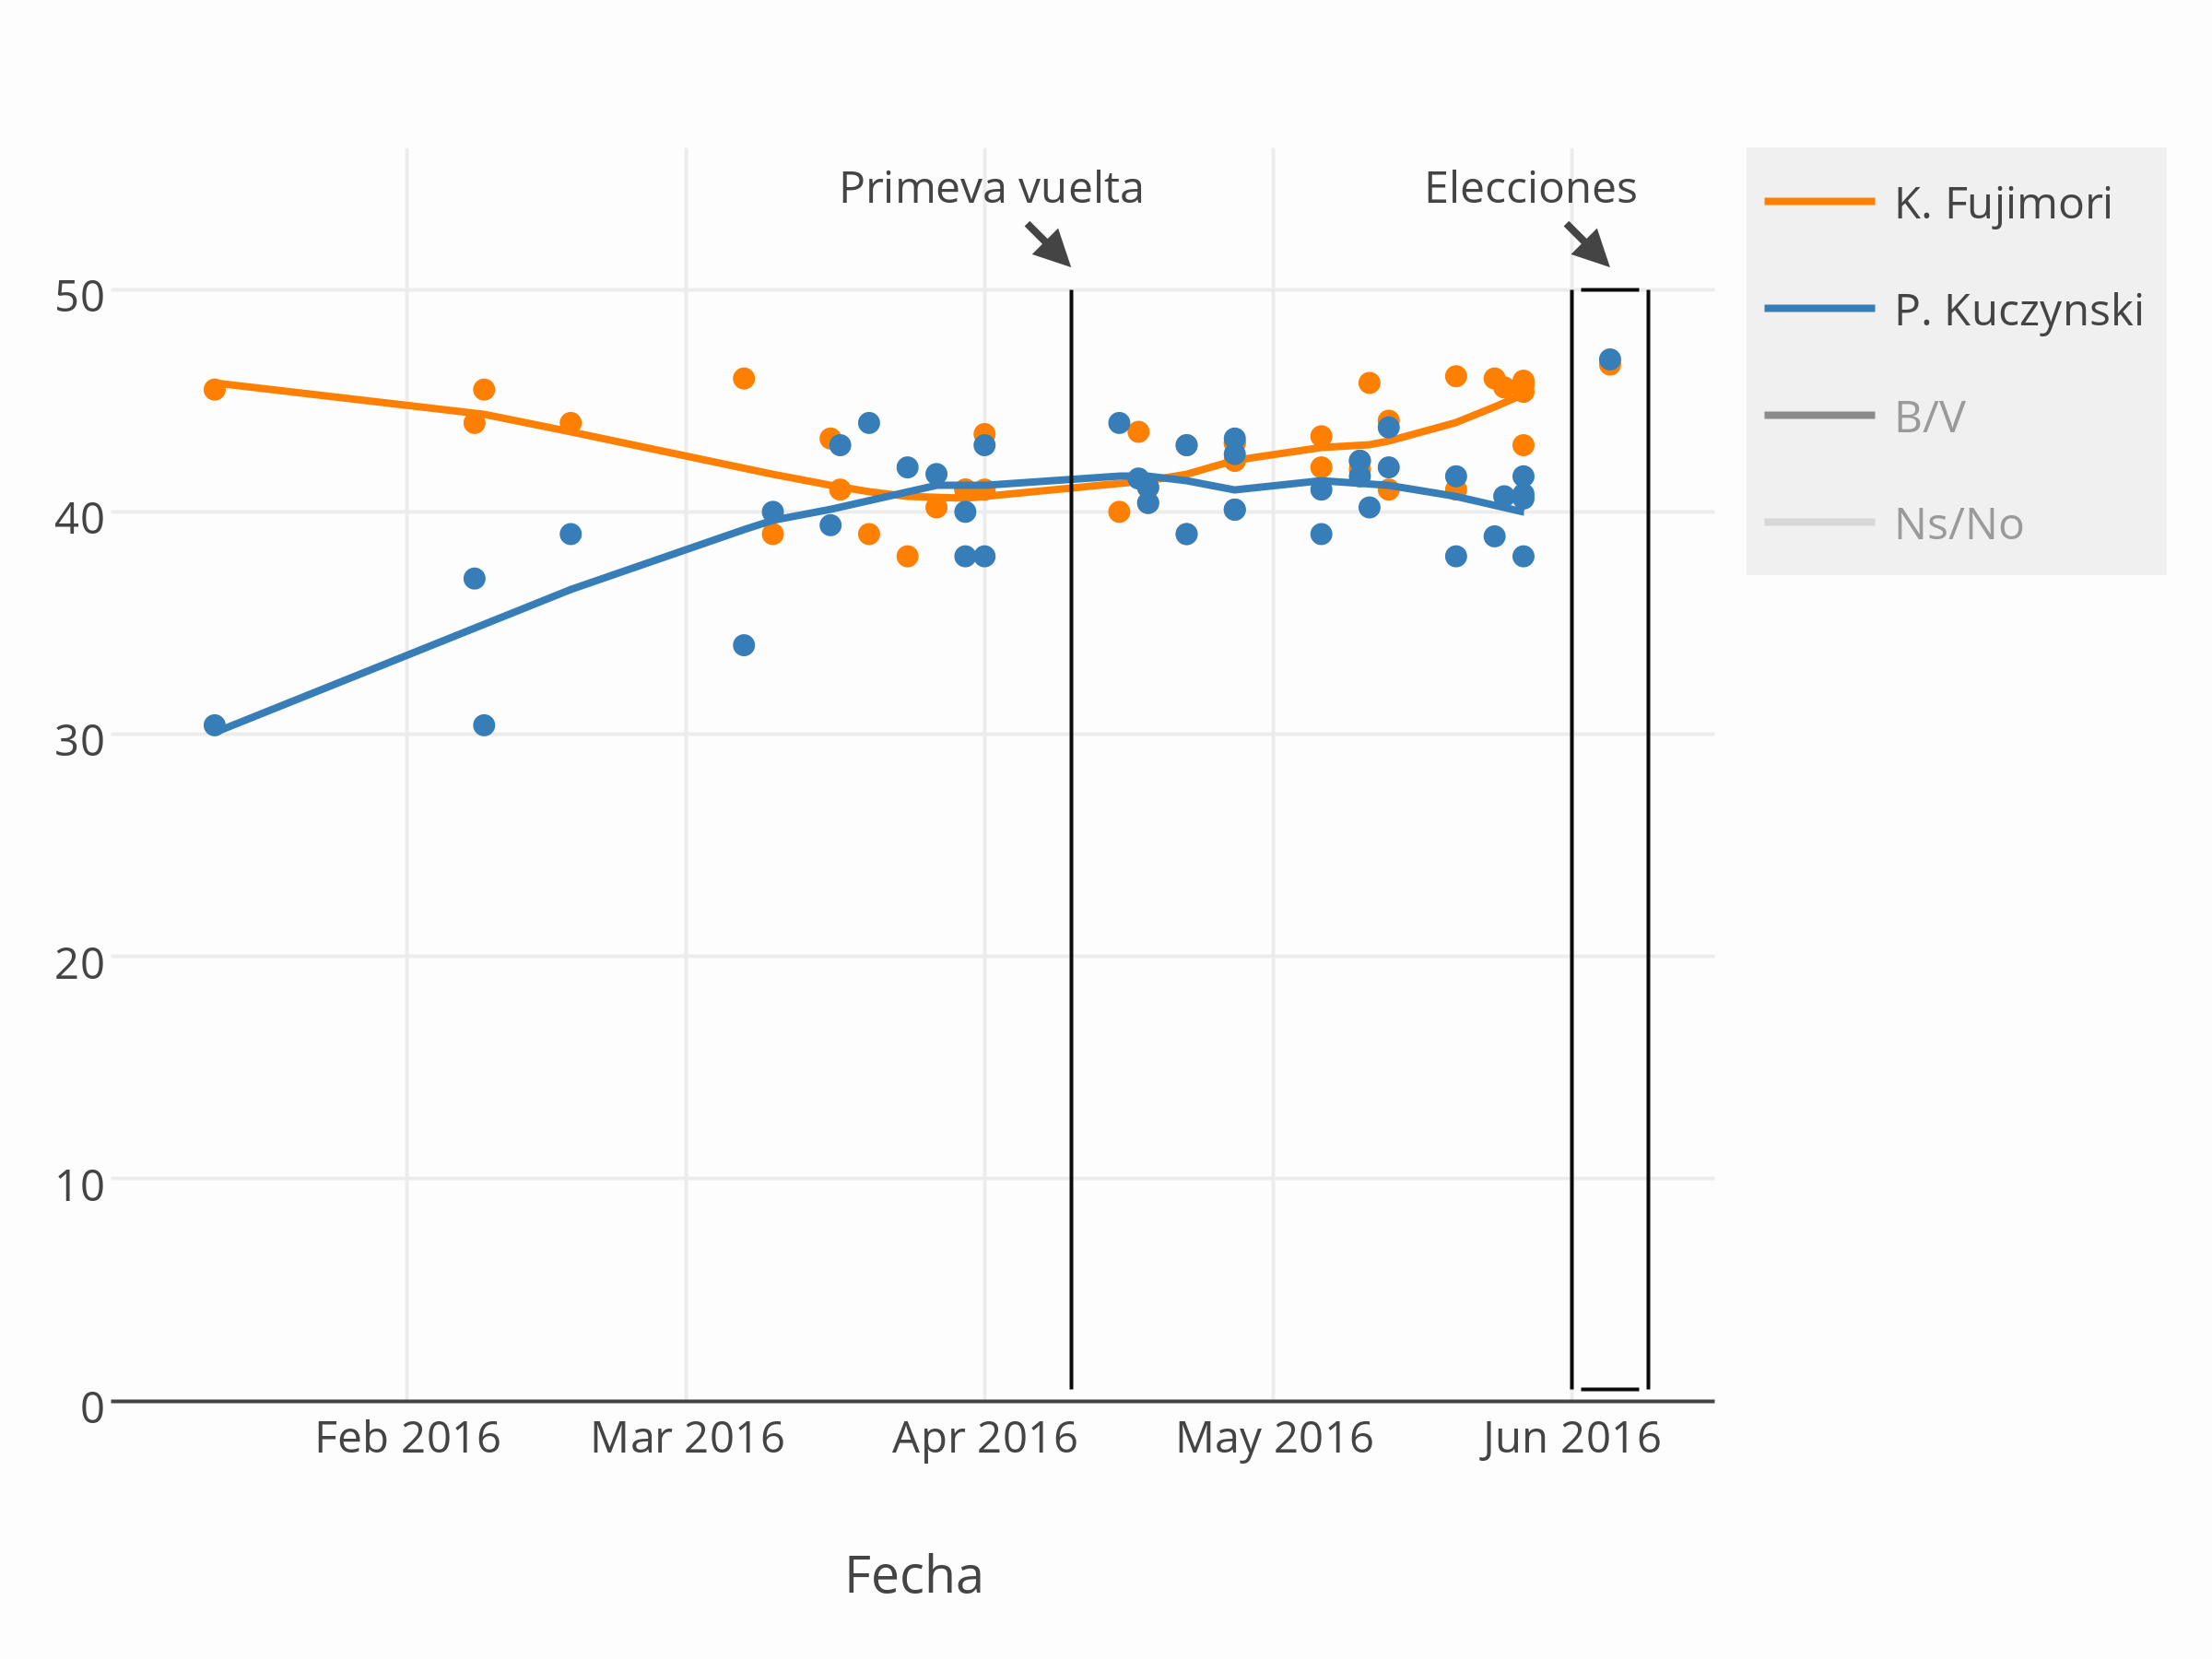 Primeva vuelta
Elecciones
K. Fujimori
P. Kuczynski
B/V
Ns/No
50
40
30
20
10
0
Feb 2016
Mar 2016
Apr 2016
May 2016
Jun 2016
Fecha